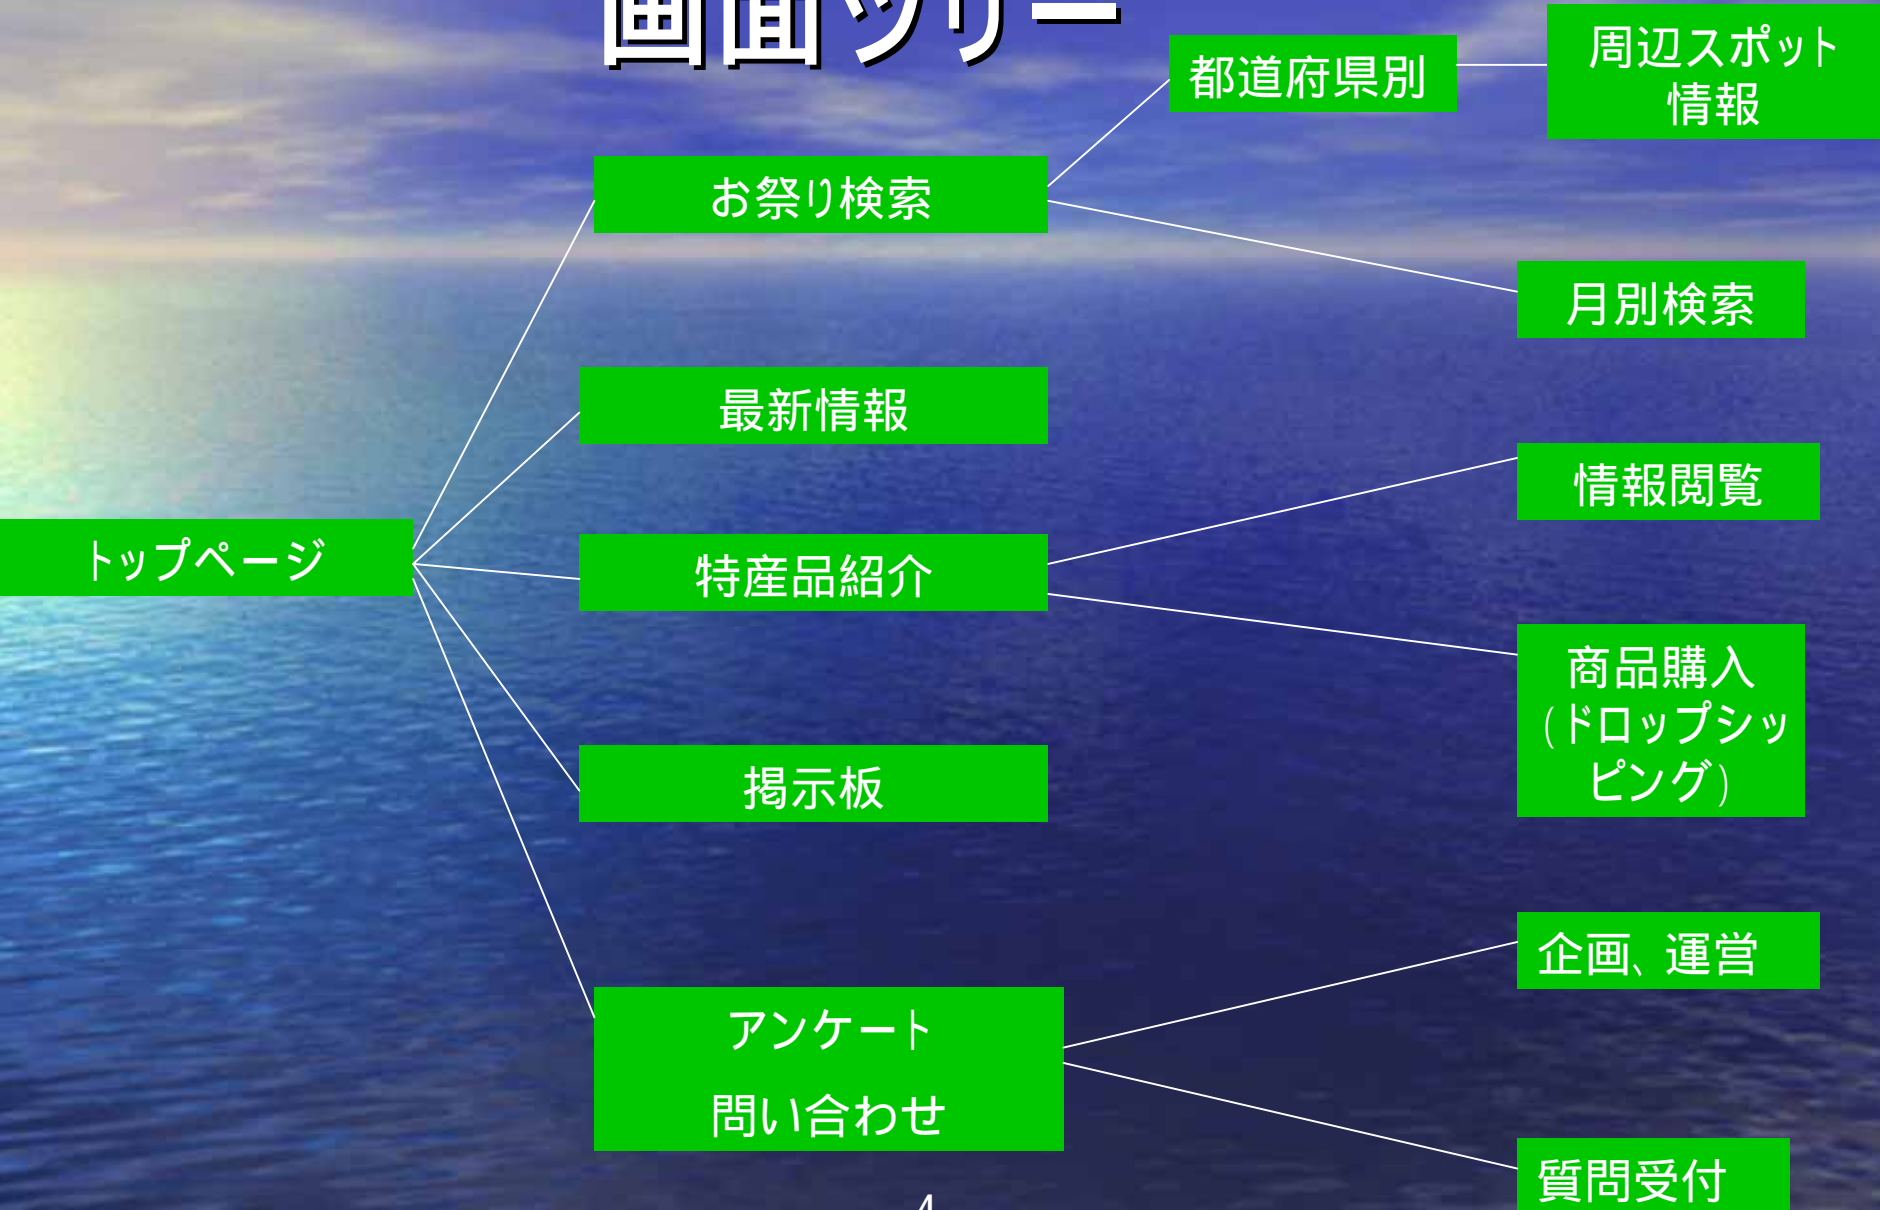 画面ツリー
都道府県別
周辺スポット
情報
お祭り検索
月別検索
最新情報
情報閲覧
トップページ
特産品紹介
商品購入
（ドロップシッ
ピング）
掲示板
企画、運営
アンケート
問い合わせ
質問受付
4